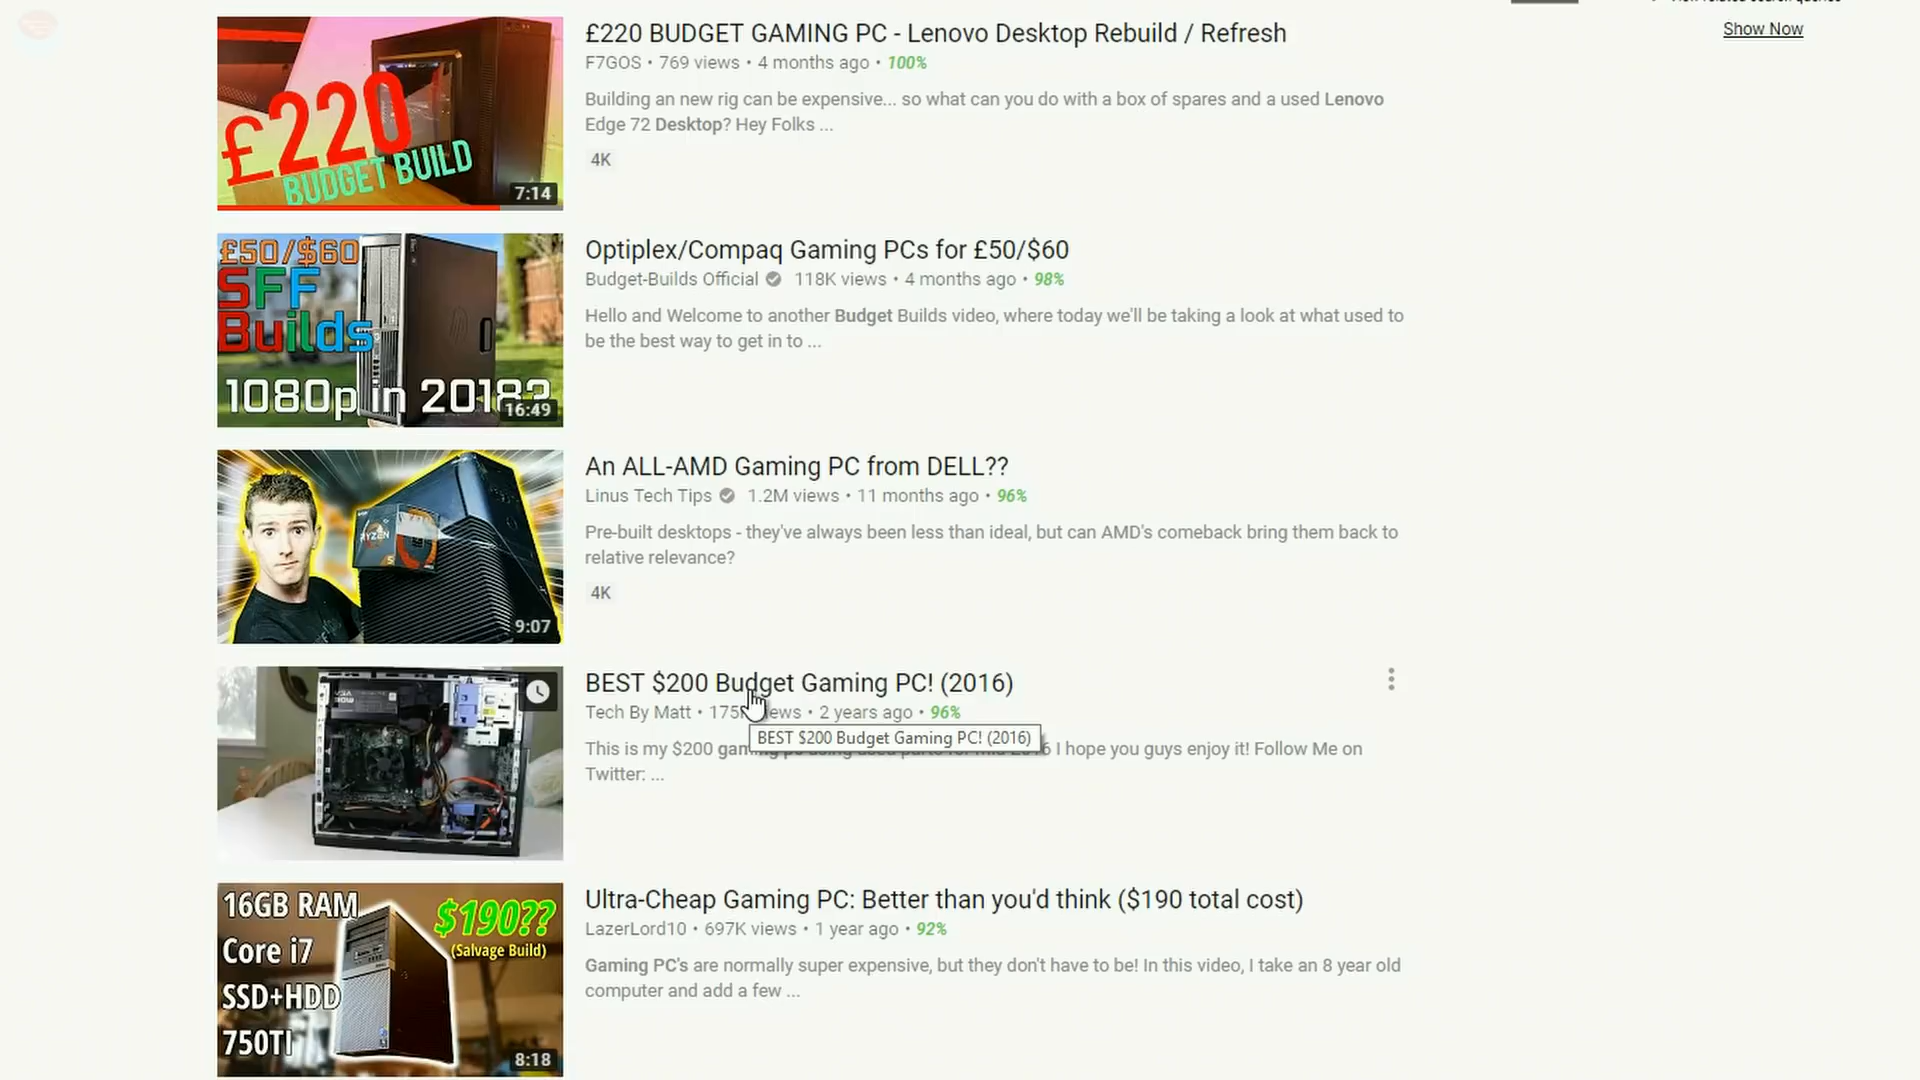 View related search queries
Show Now
£220 BUDGET GAMING PC - Lenovo Desktop Rebuild / Refresh
F7GOS • 769 views • 4 months ago • 100%
Building an new rig can be expensive... so what can you do with a box of spares and a used Lenovo
Edge 72 Desktop? Hey Folks ...
4K
£220
BUDGET BUILD
7:14
Optiplex/Compaq Gaming PCs for £50/$60
Budget-Builds Official 118K views • 4 months ago • 98%
Hello and Welcome to another Budget Builds video, where today we'll be taking a look at what used to
be the best way to get in to ...
£50/$60
SFF
Builds
1080p in 2018?
16:49
An ALL-AMD Gaming PC from DELL??
Linus Tech Tips 1.2M views • 11 months ago • 96%
Pre-built desktops - they've always been less than ideal, but can AMD's comeback bring them back to
relative relevance?
4K
RYZEN
9:07
BEST $200 Budget Gaming PC! (2016)
Tech By Matt • 2 years ago • 96%
BEST $200 Budget Gaming PC! (2016)
This is my $200 I hope you guys enjoy it! Follow Me on
Twitter: ...
Ultra-Cheap Gaming PC: Better than you'd think ($190 total cost)
LazerLord10 • 697K views • 1 year ago • 92%
Gaming PC's are normally super expensive, but they don't have to be! In this video, I take an 8 year old
computer and add a few ...
16GB RAM
Core i7
SSD+HDD
750TI
$190??
(Salvage Build)
8:18